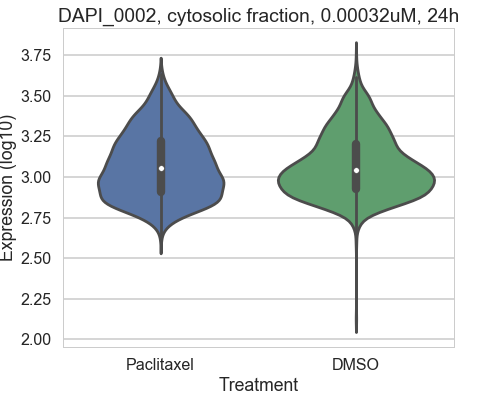 DAPI_0002, cytosolic fraction, 0.00032uM, 24h
Expression (log10)
3.75
3.50
3.25
3.00
2.75
2.50
2.25
2.00
Paclitaxel
DMSO
Treatment